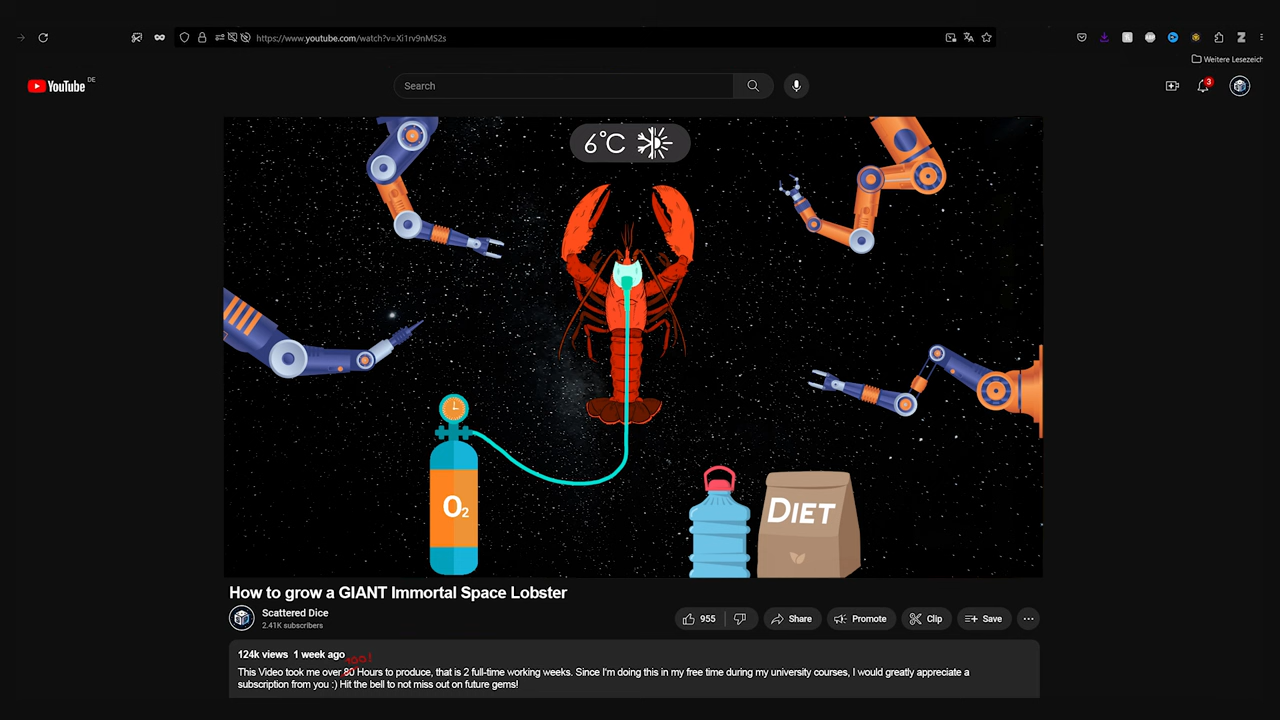 https://www.youtube.com/watch?v=Xi1rv9nMS2s
Weitere Lesezeich
YouTube DE
Search
3
6°C
O2
DIET
How to grow a GIANT Immortal Space Lobster
Scattered Dice
2.41K subscribers
955
Share
Promote
Clip
Save
124k views 1 week ago
100!
This Video took me over 80 Hours to produce, that is 2 full-time working weeks. Since I'm doing this in my free time during my university courses, I would greatly appreciate a
subscription from you :) Hit the bell to not miss out on future gems!